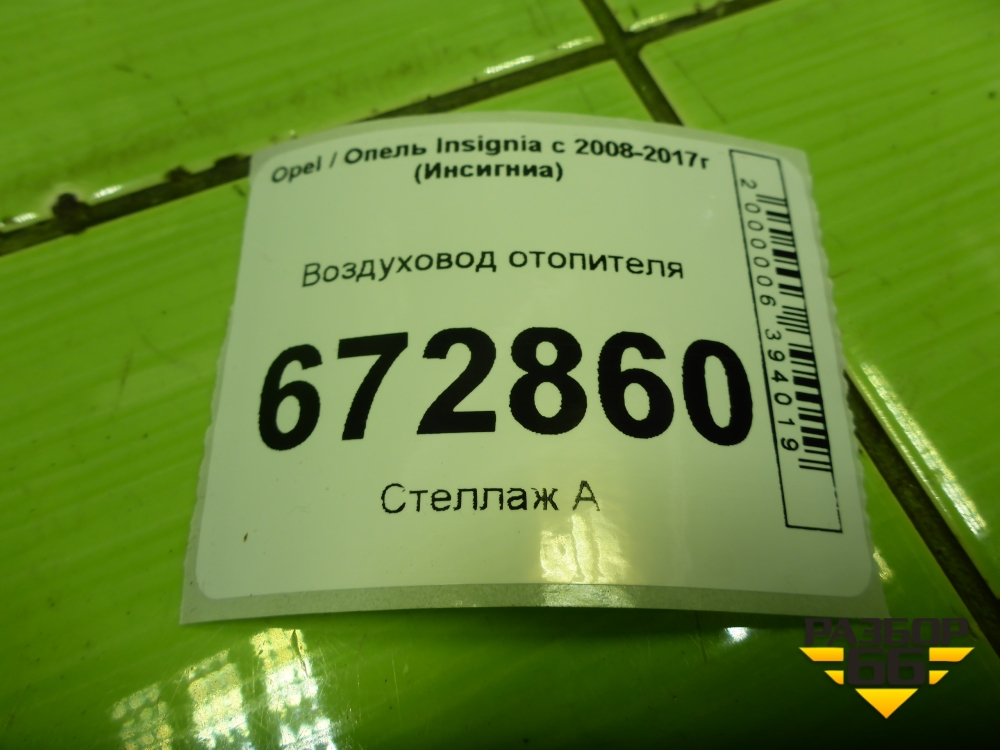 Opel / Опель Insignia с 2008-2017г
(Инсигниа)
Воздуховод отопителя
672860
Стеллаж А
2000006394019
РАЗБОР
66